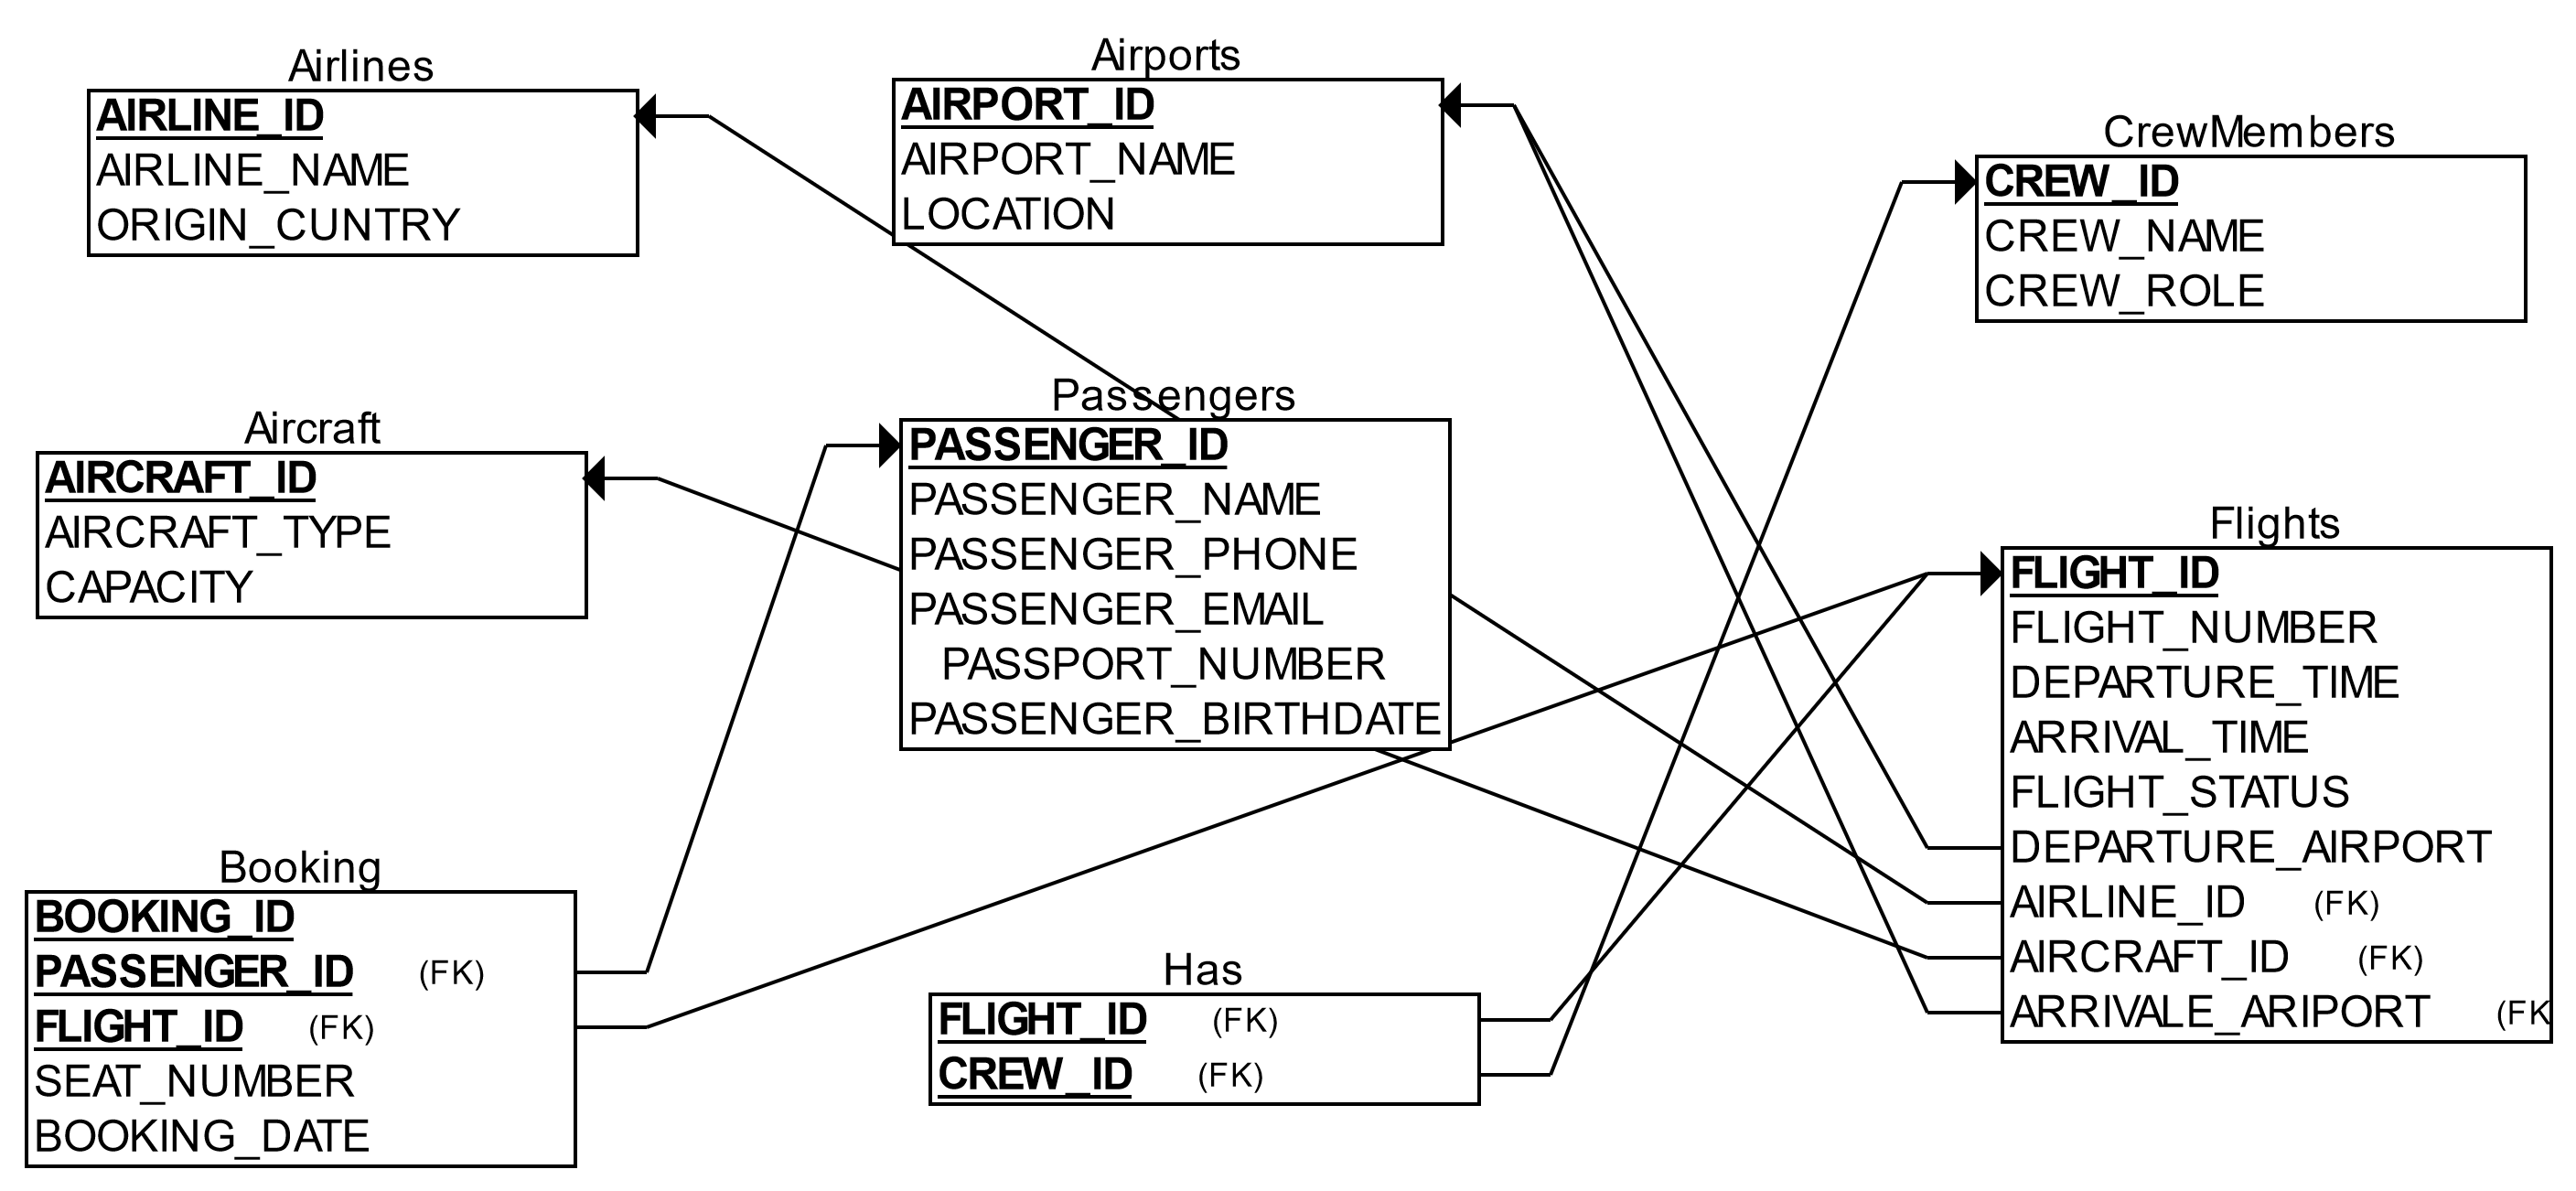 Airlines
AIRLINE_ID
AIRLINE_NAME
ORIGIN_CUNTRY
Airports
AIRPORT_ID
AIRPORT_NAME
LOCATION
CrewMembers
CREW_ID
CREW_NAME
CREW_ROLE
Aircraft
AIRCRAFT_ID
AIRCRAFT_TYPE
CAPACITY
Passengers
PASSENGER_ID
PASSENGER_NAME
PASSENGER_PHONE
PASSENGER_EMAIL
PASSPORT_NUMBER
PASSENGER_BIRTHDATE
Flights
FLIGHT_ID
FLIGHT_NUMBER
DEPARTURE_TIME
ARRIVAL_TIME
FLIGHT_STATUS
DEPARTURE_AIRPORT
AIRLINE_ID (FK)
AIRCRAFT_ID (FK)
ARRIVALE_ARIPORT (FK
Booking
BOOKING_ID
PASSENGER_ID (FK)
FLIGHT_ID (FK)
SEAT_NUMBER
BOOKING_DATE
Has
FLIGHT_ID (FK)
CREW_ID (FK)